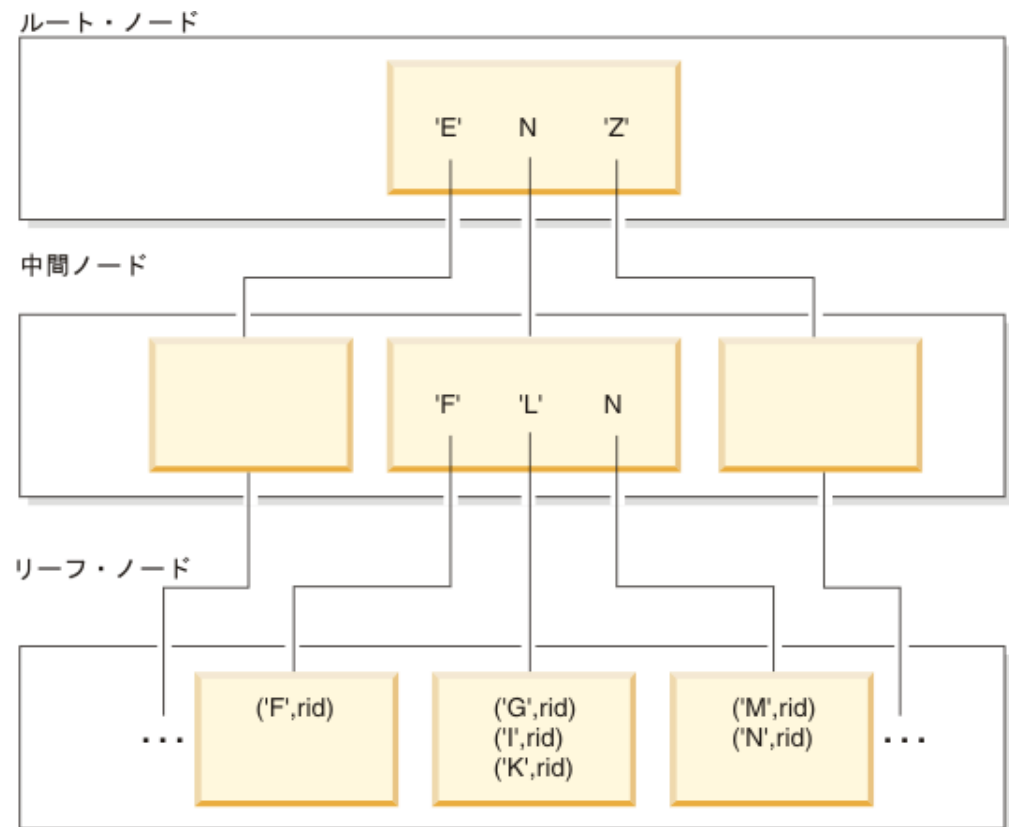 ルート・ノード
'E' N 'Z'
中間ノード
'F' 'L' N
リーフ・ノード
('F',rid)
('G',rid)
('I',rid)
('K',rid)
('M',rid)
('N',rid)
...
...